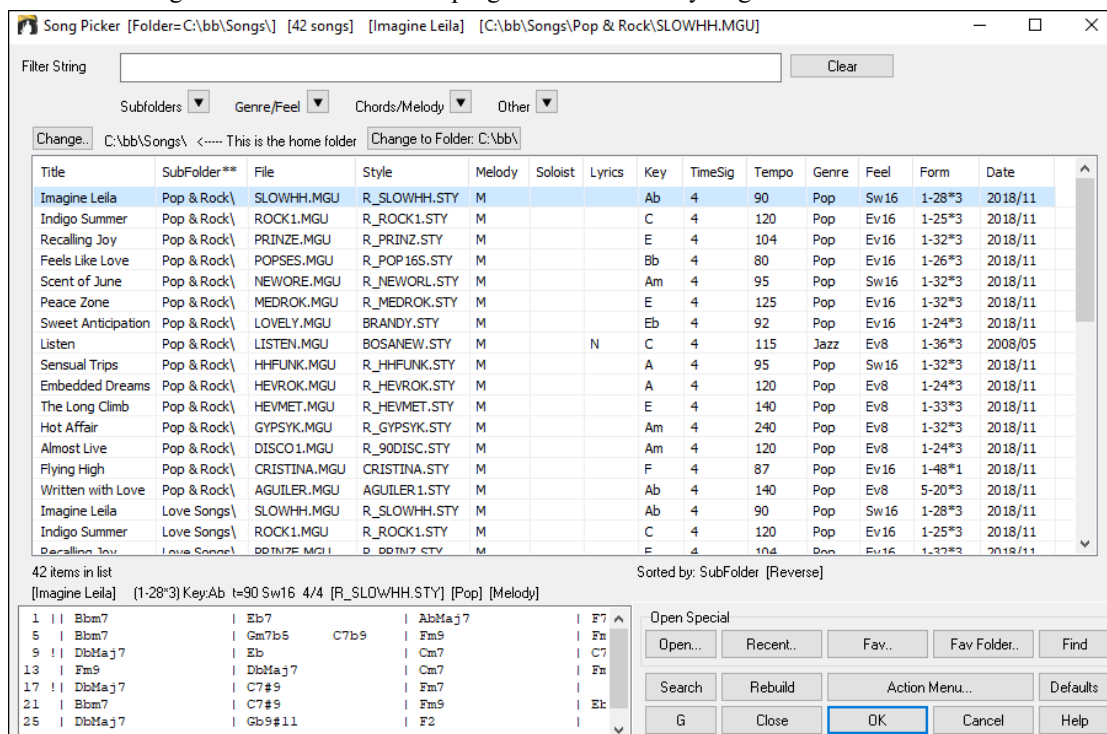 Song Picker [Folder=C:\bb\Songs\] [42 songs] [Imagine Leila] [C:\bb\Songs\Pop & Rock\SLOWHH.MGU]
Filter String Clear
Subfolders Genre/Feel Chords/Melody Other
Change.. C:\bb\Songs\ <----- This is the home folder Change to Folder: C:\bb\
Title SubFolder** File Style Melody Soloist Lyrics Key TimeSig Tempo Genre Feel Form Date
Imagine Leila Pop & Rock\ SLOWHH.MGU R_SLOWHH.STY M Ab 4 90 Pop Sw16 1-28*3 2018/11
Indigo Summer Pop & Rock\ ROCK1.MGU R_ROCK1.STY M C 4 120 Pop Ev16 1-25*3 2018/11
Recalling Joy Pop & Rock\ PRINZE.MGU R_PRINZ.STY M E 4 104 Pop Ev16 1-32*3 2018/11
Feels Like Love Pop & Rock\ POPSES.MGU R_POP16S.STY M Bb 4 80 Pop Ev16 1-26*3 2018/11
Scent of June Pop & Rock\ NEWORE.MGU R_NEWORL.STY M Am 4 95 Pop Sw16 1-32*3 2018/11
Peace Zone Pop & Rock\ MEDROK.MGU R_MEDROK.STY M E 4 125 Pop Ev16 1-32*3 2018/11
Sweet Anticipation Pop & Rock\ LOVELY.MGU BRANDY.STY M Eb 4 92 Pop Ev16 1-24*3 2018/11
Listen Pop & Rock\ LISTEN.MGU BOSANEW.STY M N C 4 115 Jazz Ev8 1-36*3 2008/05
Sensual Trips Pop & Rock\ HHFUNK.MGU R_HHFUNK.STY M A 4 95 Pop Sw16 1-32*3 2018/11
Embedded Dreams Pop & Rock\ HEVROK.MGU R_HEVROK.STY M A 4 120 Pop Ev8 1-24*3 2018/11
The Long Climb Pop & Rock\ HEVMET.MGU R_HEVMET.STY M E 4 140 Pop Ev8 1-33*3 2018/11
Hot Affair Pop & Rock\ GYPSYK.MGU R_GYPSYK.STY M Am 4 240 Pop Ev8 1-32*3 2018/11
Almost Live Pop & Rock\ DISCO1.MGU R_90DISC.STY M Am 4 120 Pop Ev8 1-24*3 2018/11
Flying High Pop & Rock\ CRISTINA.MGU CRISTINA.STY M F 4 87 Pop Ev16 1-48*1 2018/11
Written with Love Pop & Rock\ AGUILER.MGU AGUILER1.STY M Ab 4 140 Pop Ev8 5-20*3 2018/11
Imagine Leila Love Songs\ SLOWHH.MGU R_SLOWHH.STY M Ab 4 90 Pop Sw16 1-28*3 2018/11
Indigo Summer Love Songs\ ROCK1.MGU R_ROCK1.STY M C 4 120 Pop Ev16 1-25*3 2018/11
Recalling Joy Love Songs\ PRINZE.MGU R_PRINZ.STY M E 4 104 Pop Ev16 1-32*3 2018/11
42 items in list Sorted by: SubFolder [Reverse]
[Imagine Leila] (1-28*3) Key:Ab t=90 Sw16 4/4 [R_SLOWHH.STY] [Pop] [Melody]
1 || Bbm7 | Eb7 | AbMaj7 | F7
5 | Bbm7 | Gm7b5 C7b9 | Fm9 |
9 !| DbMaj7 | Eb | Cm7 | C7
13 | Fm9 | DbMaj7 | Cm7 |
17 !| DbMaj7 | C7#9 | Fm7 |
21 | Bbm7 | C7#9 | Fm9 |
25 | DbMaj7 | Gb9#11 | F2 |
Open Special
Open... Recent.. Fav.. Fav Folder.. Find
Search Rebuild Action Menu... Defaults
G Close OK Cancel Help